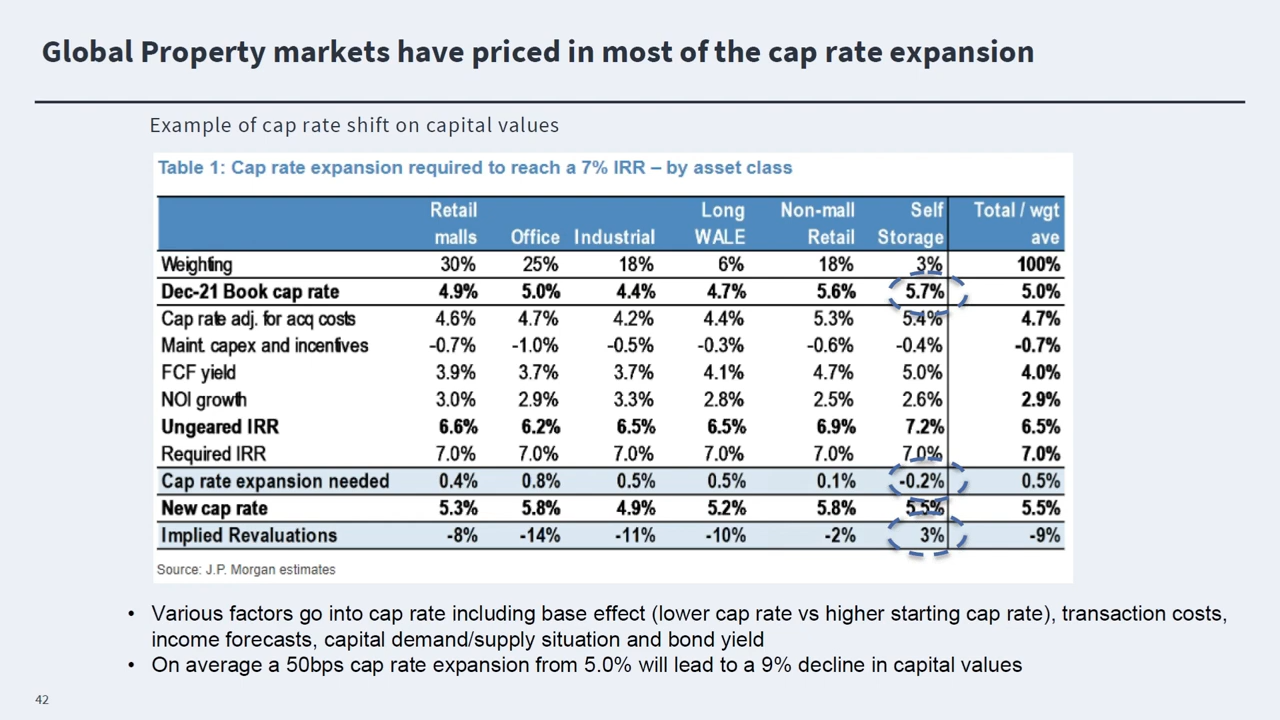 Global Property markets have priced in most of the cap rate expansion
Example of cap rate shift on capital values
Table 1: Cap rate expansion required to reach a 7% IRR – by asset class
Retail Long Non-mall Self Total / wgt
malls Office Industrial WALE Retail Storage ave
Weighting 30% 25% 18% 6% 18% 3% 100%
Dec-21 Book cap rate 4.9% 5.0% 4.4% 4.7% 5.6% 5.7% 5.0%
Cap rate adj. for acq costs 4.6% 4.7% 4.2% 4.4% 5.3% 5.4% 4.7%
Maint. capex and incentives -0.7% -1.0% -0.5% -0.3% -0.6% -0.4% -0.7%
FCF yield 3.9% 3.7% 3.7% 4.1% 4.7% 5.0% 4.0%
NOI growth 3.0% 2.9% 3.3% 2.8% 2.5% 2.6% 2.9%
Ungeared IRR 6.6% 6.2% 6.5% 6.5% 6.9% 7.2% 6.5%
Required IRR 7.0% 7.0% 7.0% 7.0% 7.0% 7.0% 7.0%
Cap rate expansion needed 0.4% 0.8% 0.5% 0.5% 0.1% -0.2% 0.5%
New cap rate 5.3% 5.8% 4.9% 5.2% 5.8% 5.5% 5.5%
Implied Revaluations -8% -14% -11% -10% -2% 3% -9%
Source: J.P. Morgan estimates
• Various factors go into cap rate including base effect (lower cap rate vs higher starting cap rate), transaction costs,
income forecasts, capital demand/supply situation and bond yield
• On average a 50bps cap rate expansion from 5.0% will lead to a 9% decline in capital values
42